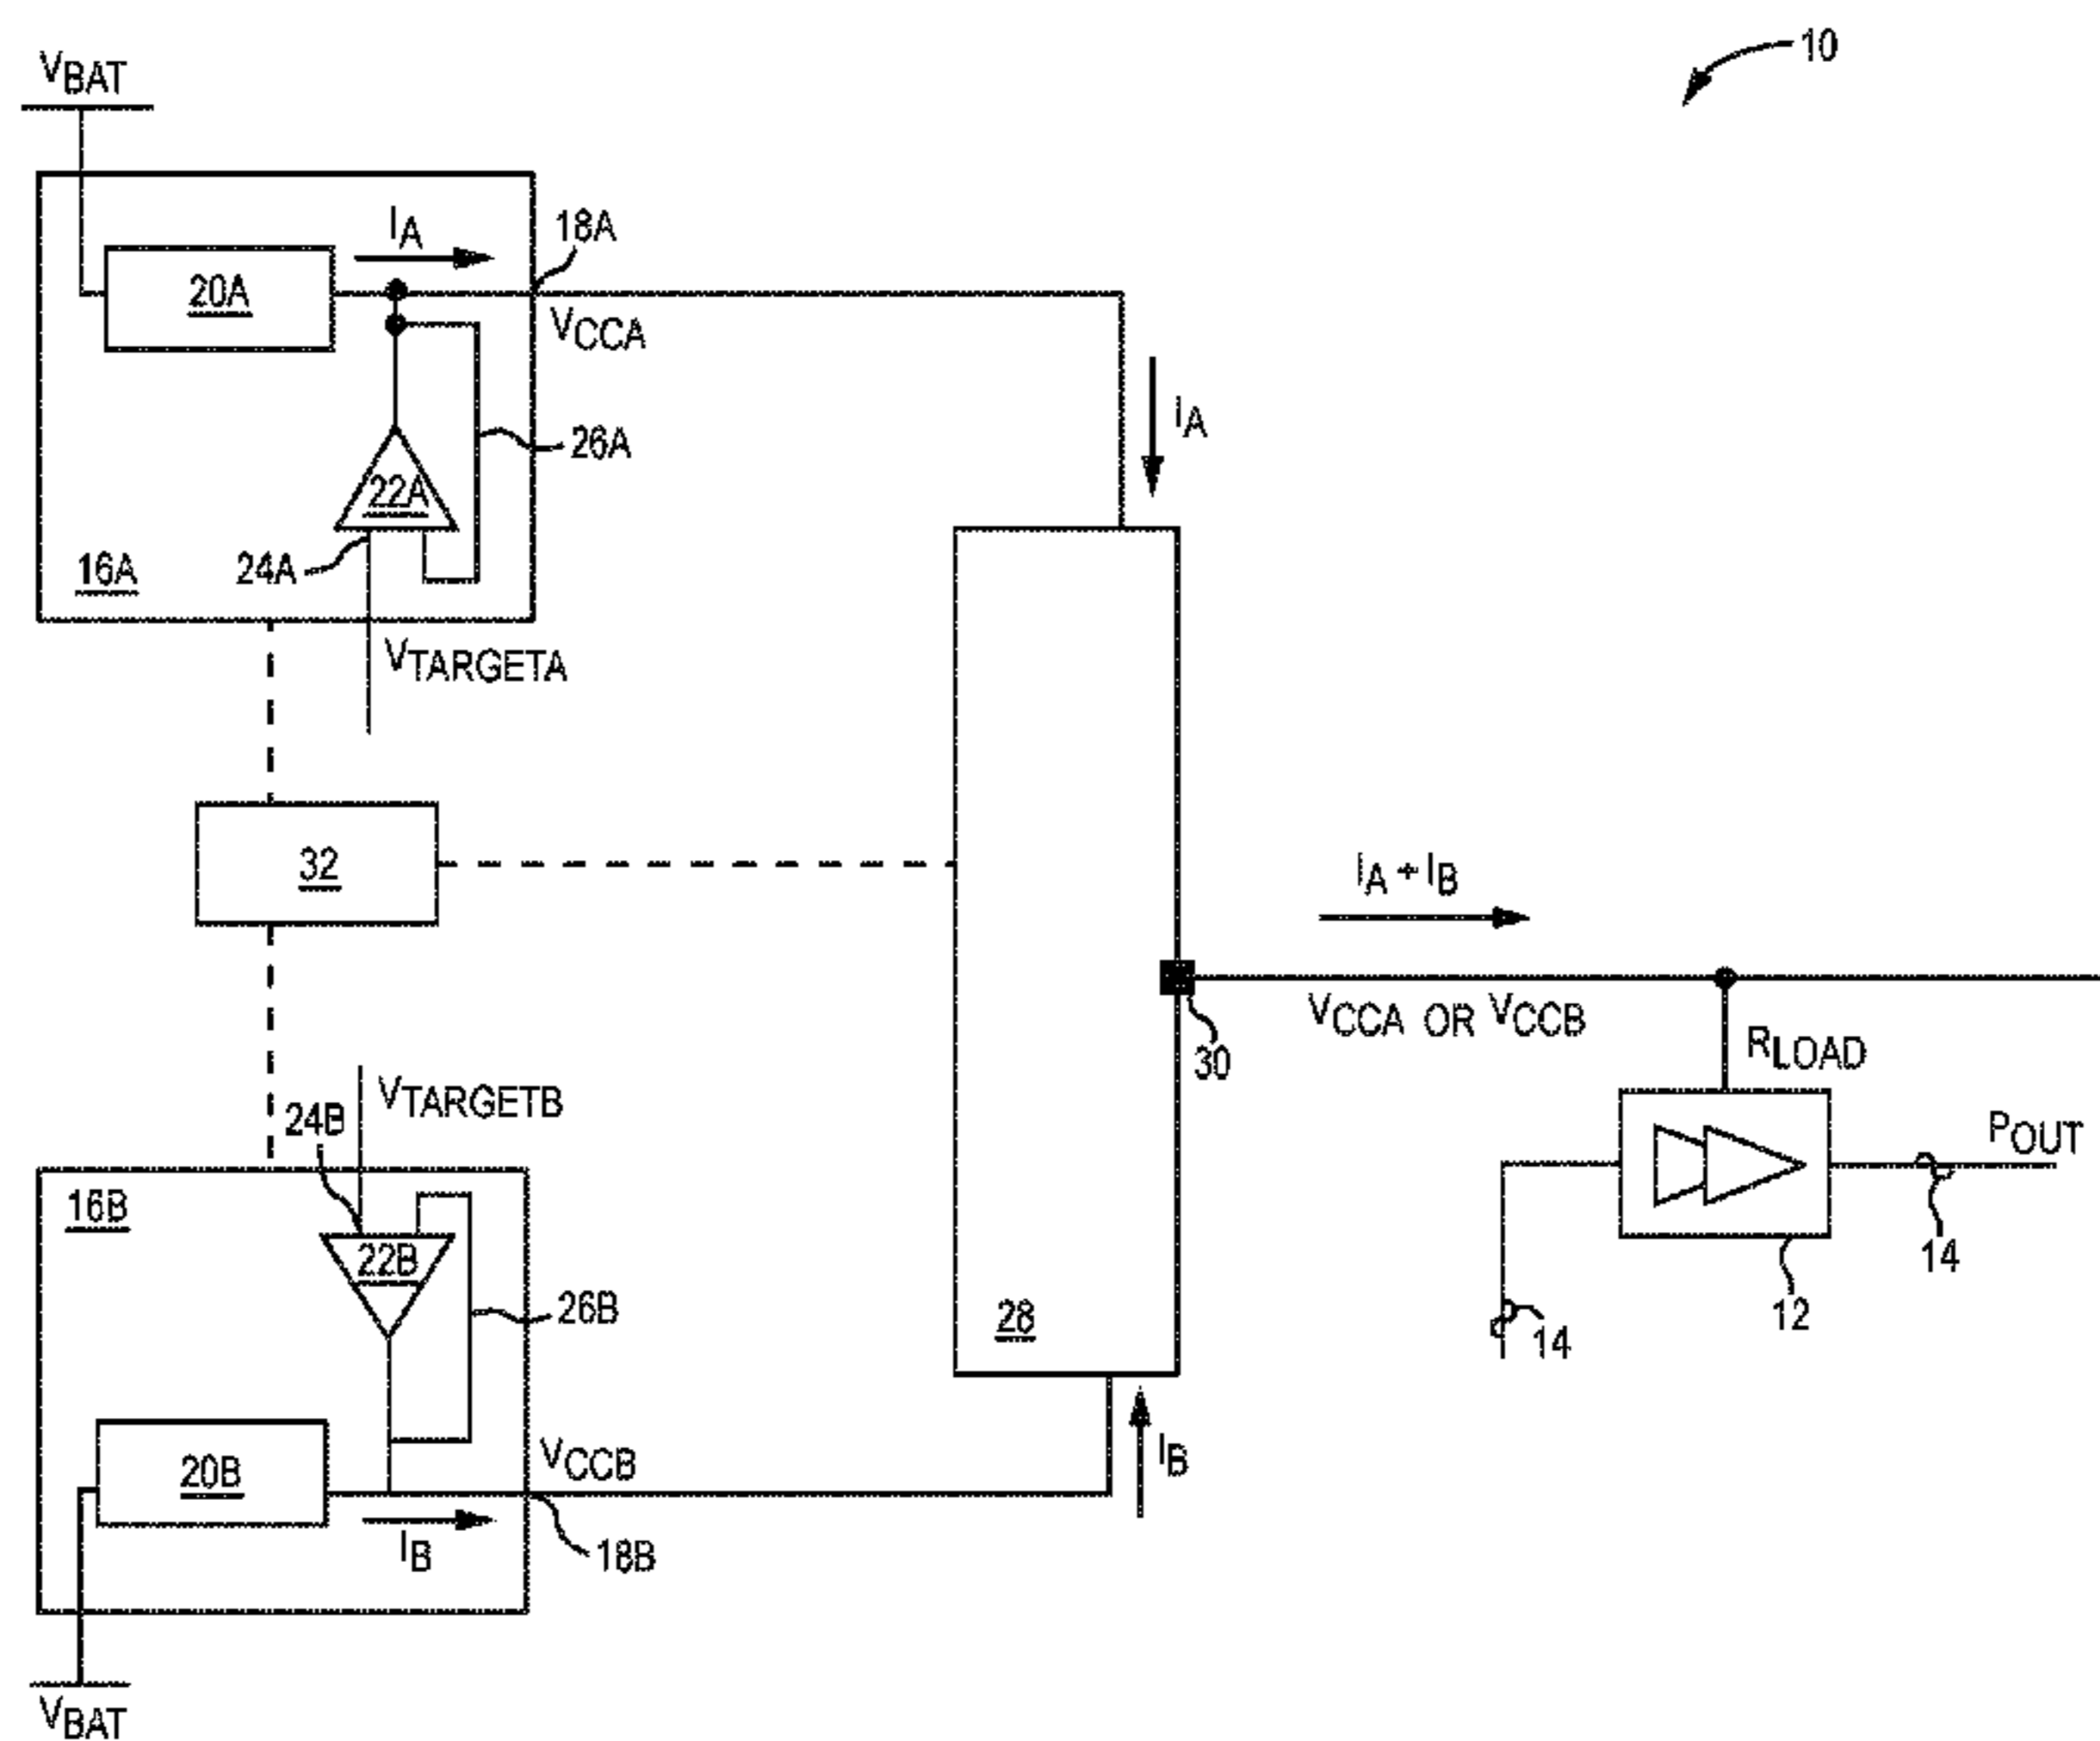 10
VBAT
IA
18A
20A
VCCA
IA
26A
22A
24A
16A
VTARGETA
32
IA + IB
VCCA OR VCCB
30
RLOAD
VTARGETB
24B
POUT
16B
22B
14
26B
28
12
14
VCCB
IB
20B
IB
18B
VBAT